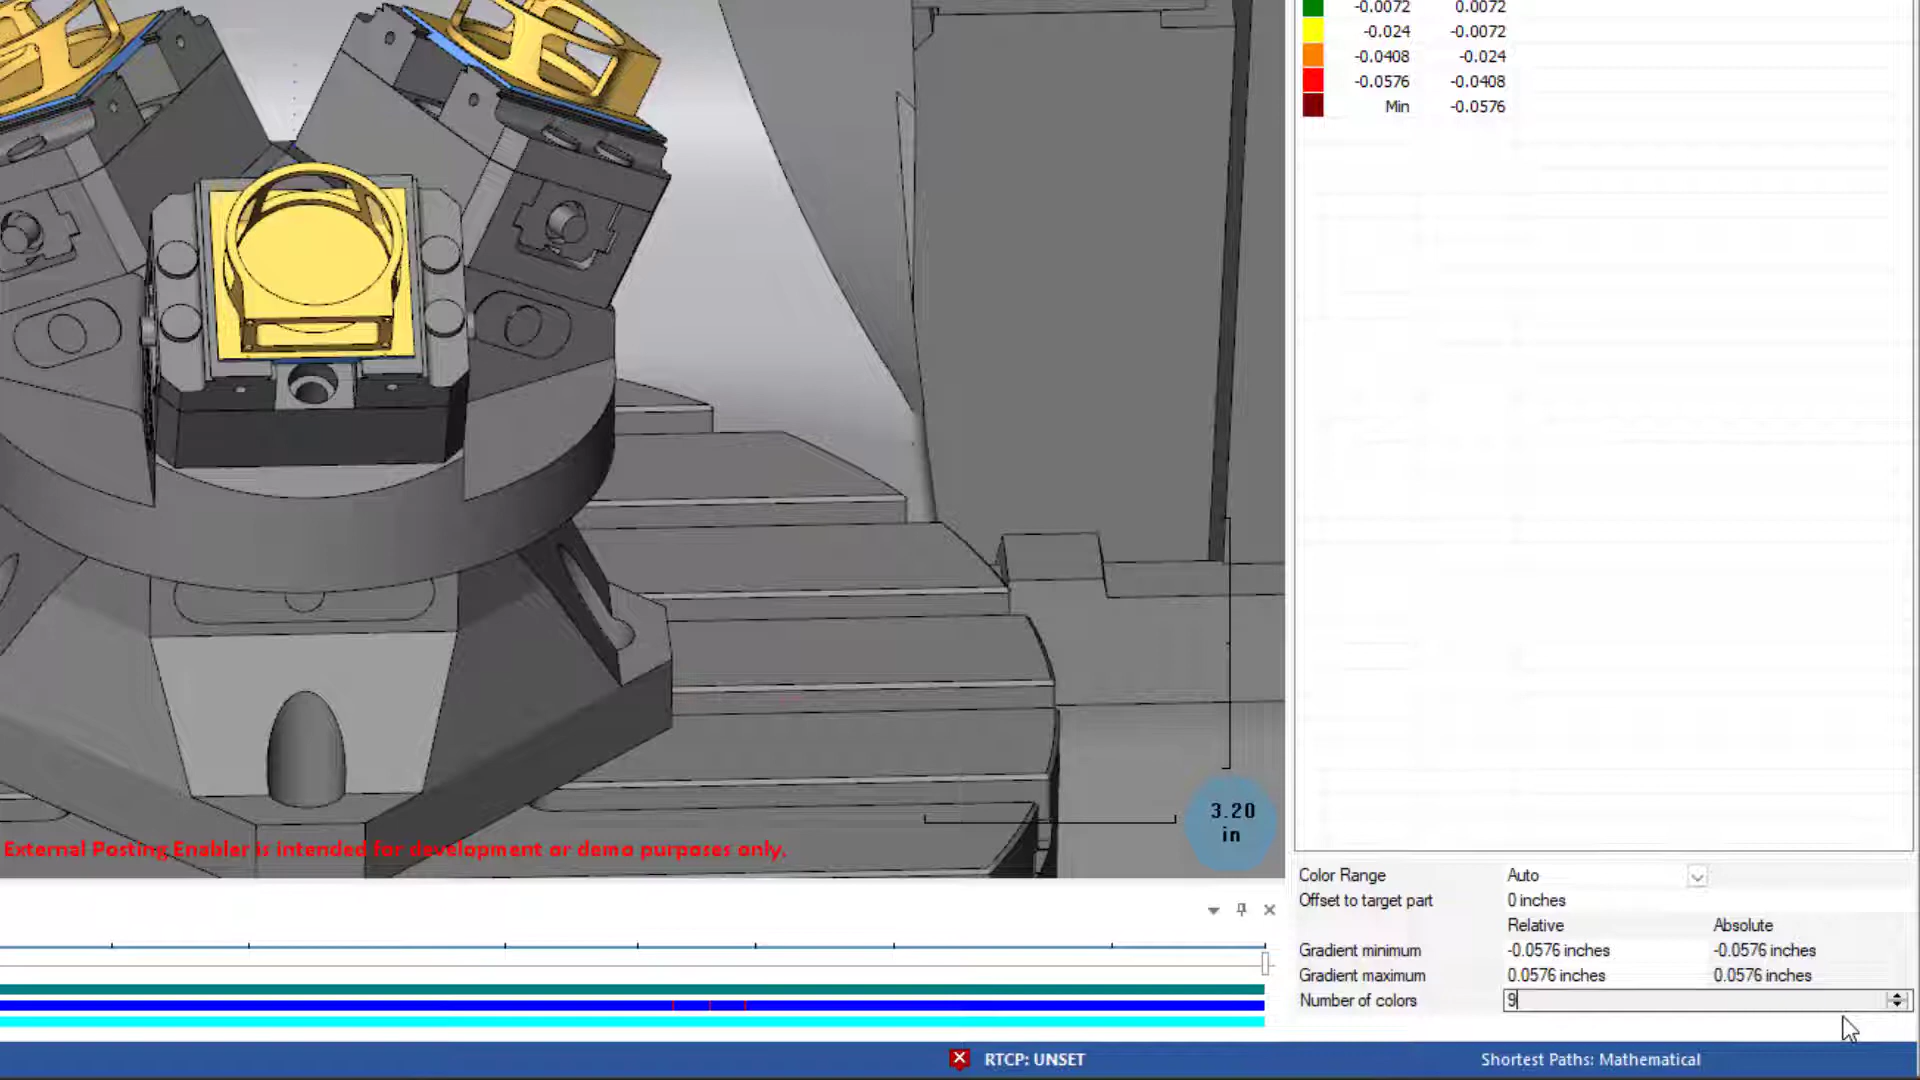 -0.0072 0.0072
-0.024 -0.0072
-0.0408 -0.024
-0.0576 -0.0408
Min -0.0576
3.20
in
External Posting Enabler is intended for development or demo purposes only.
Color Range Auto
Offset to target part 0 inches
Relative Absolute
Gradient minimum -0.0576 inches -0.0576 inches
Gradient maximum 0.0576 inches 0.0576 inches
Number of colors 9
RTCP: UNSET Shortest Paths: Mathematical